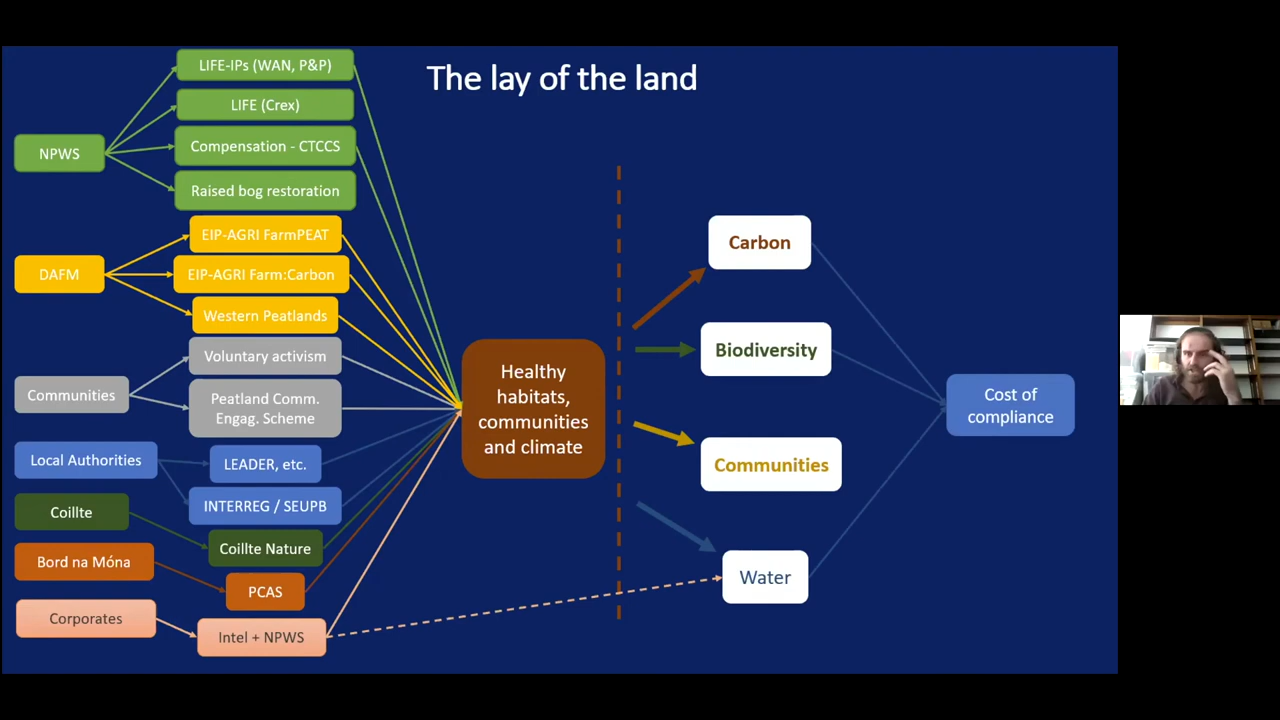 The lay of the land
LIFE-IPs (WAN, P&P)
LIFE (Crex)
NPWS
Compensation - CTCCS
Raised bog restoration
EIP-AGRI FarmPEAT
DAFM
EIP-AGRI Farm:Carbon
Western Peatlands
Voluntary activism
Communities
Peatland Comm.
Engag. Scheme
Local Authorities
LEADER, etc.
INTERREG / SEUPB
Coillte
Coillte Nature
Bord na Móna
PCAS
Corporates
Intel + NPWS
Healthy
habitats,
communities
and climate
Carbon
Biodiversity
Communities
Water
Cost of
compliance